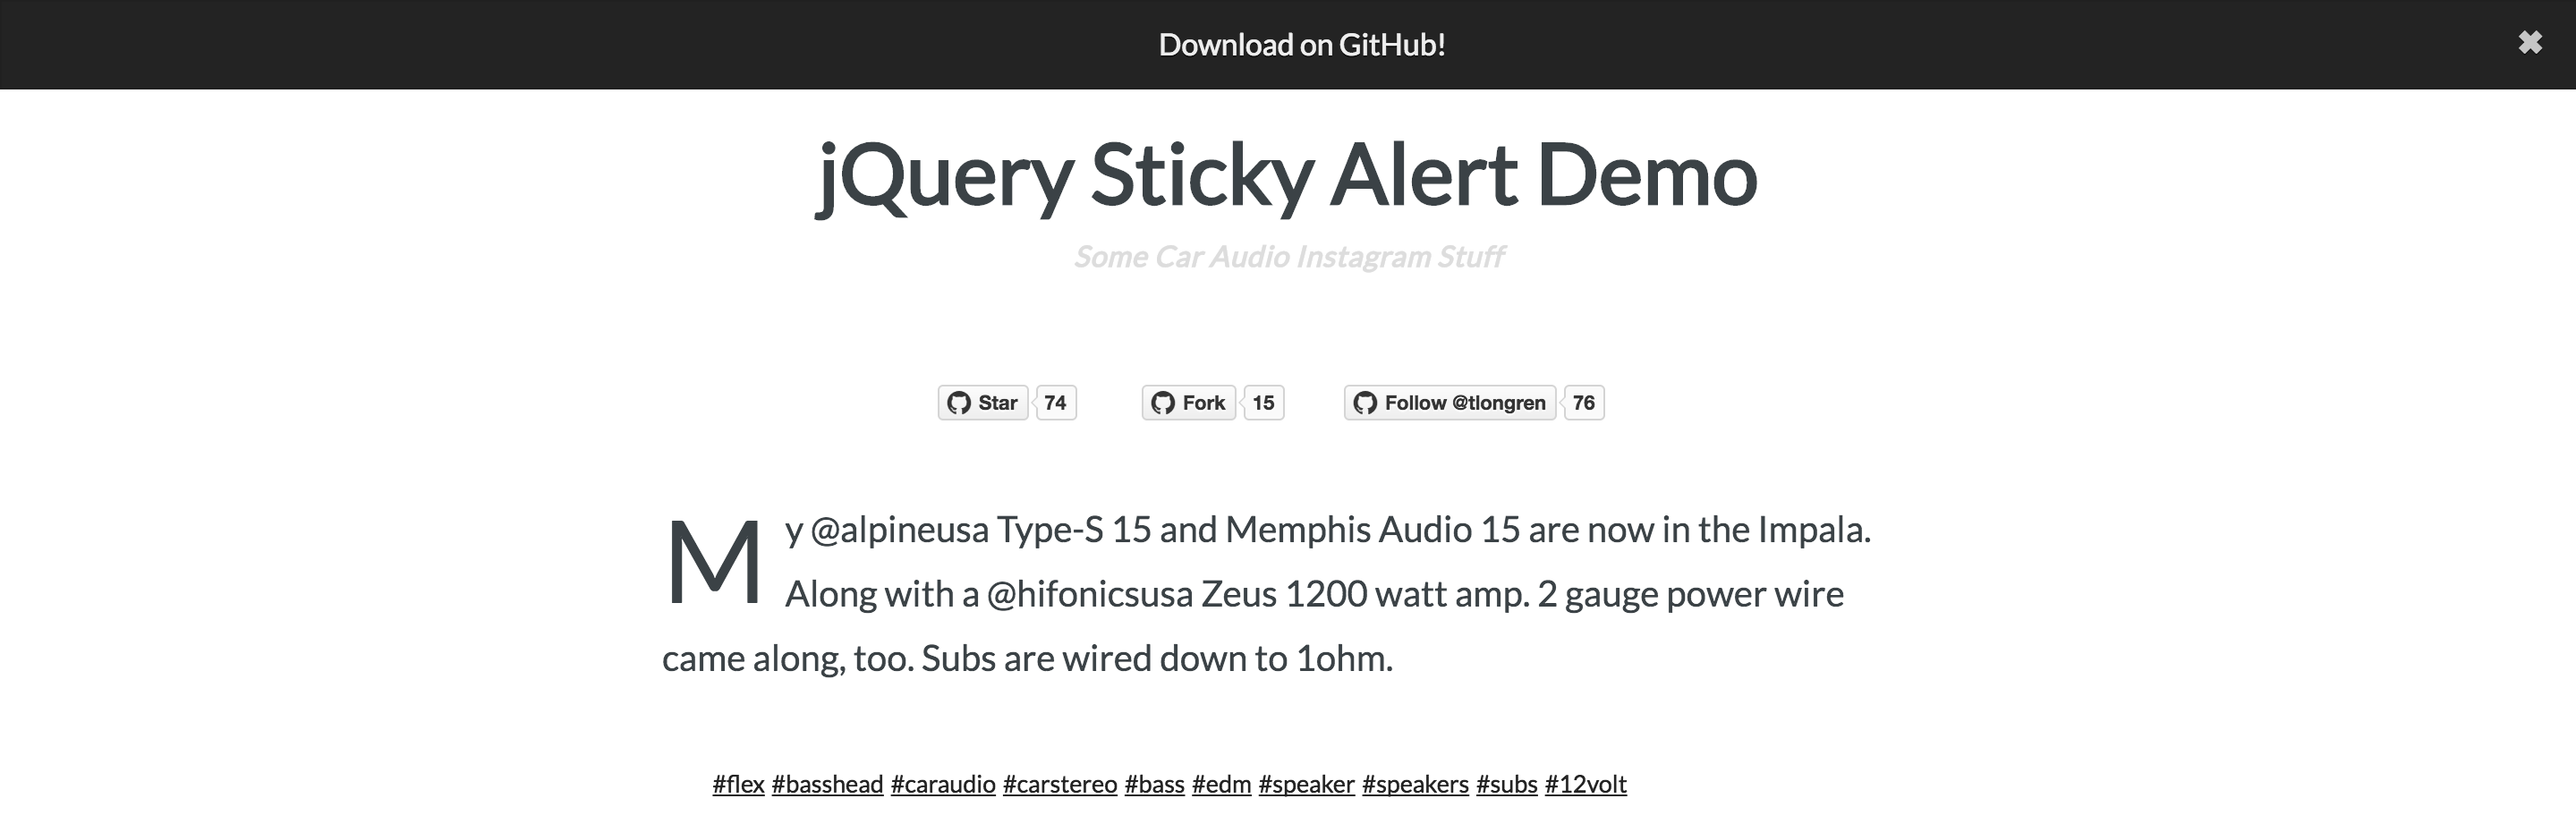 Download on GitHub! ✖
jQuery Sticky Alert Demo
Some Car Audio Instagram Stuff
Star 74 Fork 15 Follow @tlongren 76
My @alpineusa Type-S 15 and Memphis Audio 15 are now in the Impala.
Along with a @hifonicsusa Zeus 1200 watt amp. 2 gauge power wire
came along, too. Subs are wired down to 1ohm.
#flex #basshead #caraudio #carstereo #bass #edm #speaker #speakers #subs #12volt